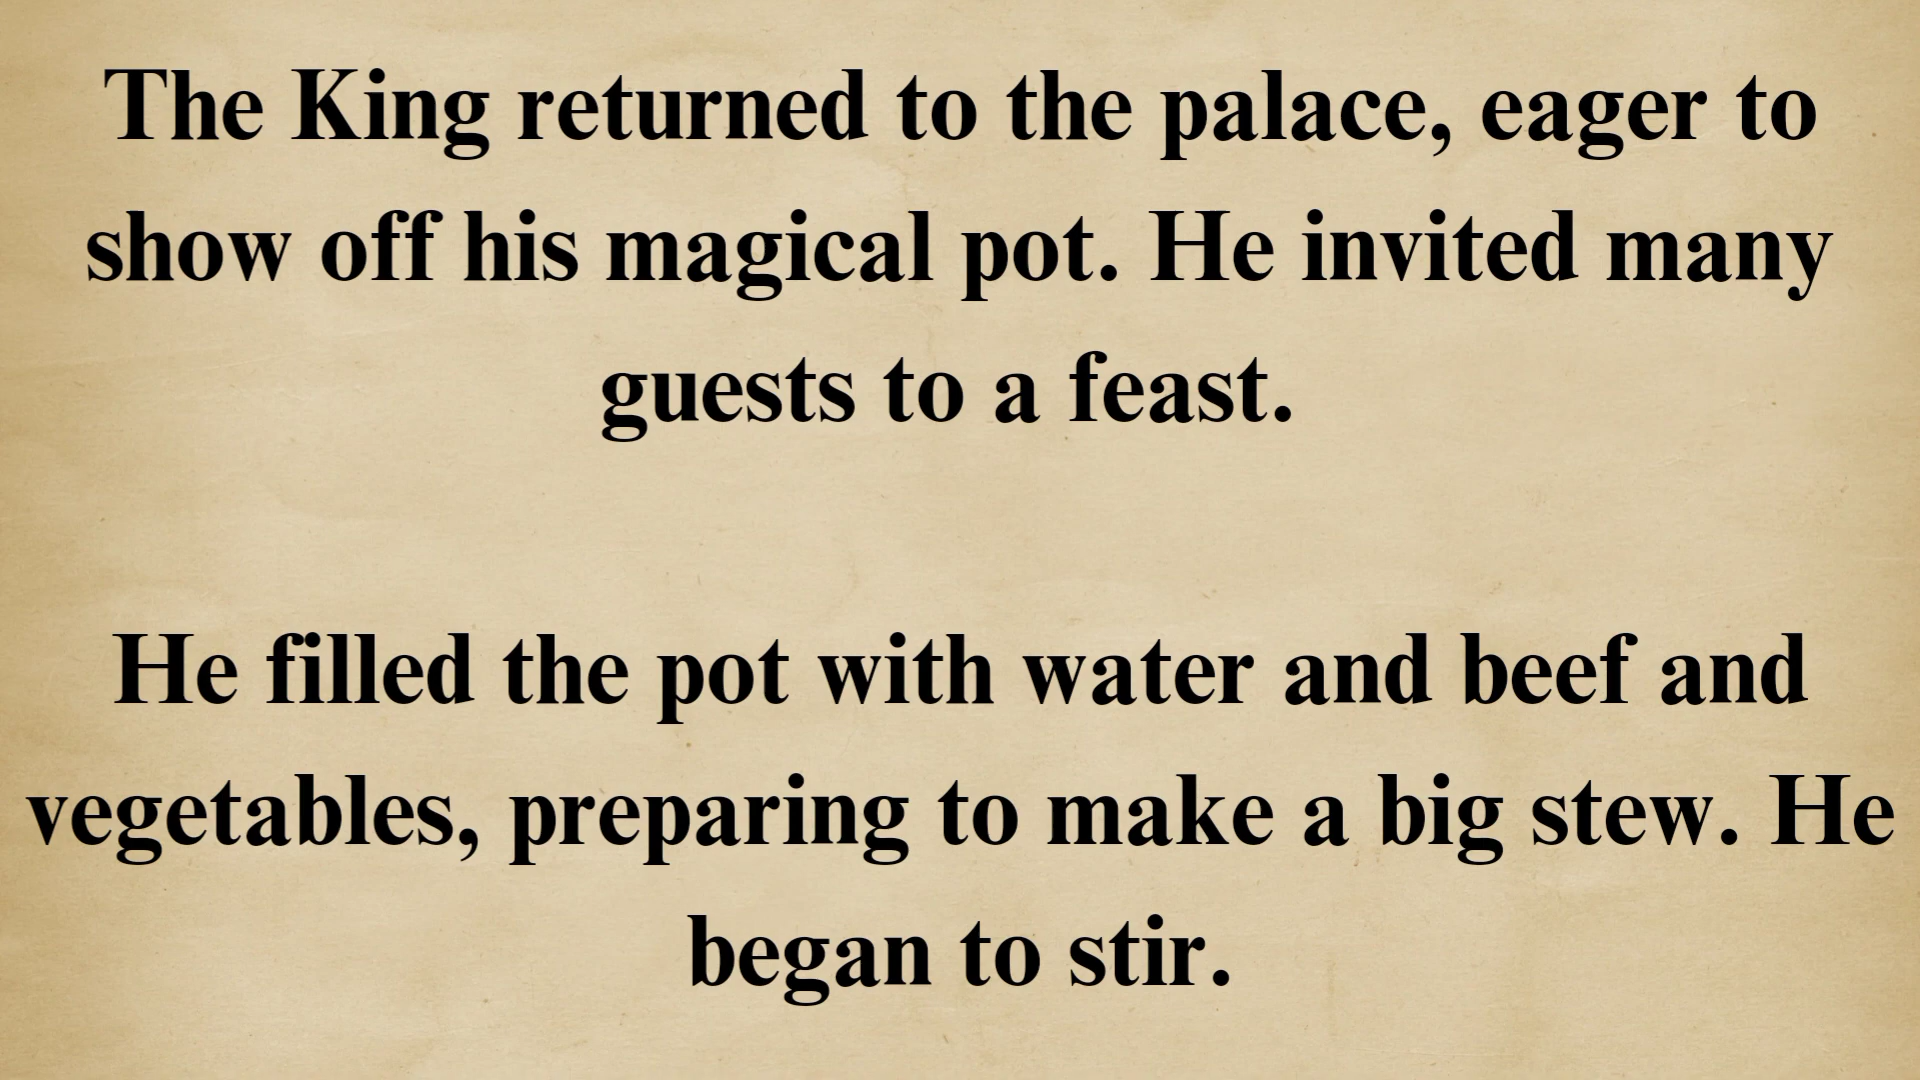 The King returned to the palace, eager to
show off his magical pot. He invited many
guests to a feast.
He filled the pot with water and beef and
vegetables, preparing to make a big stew. He
began to stir.